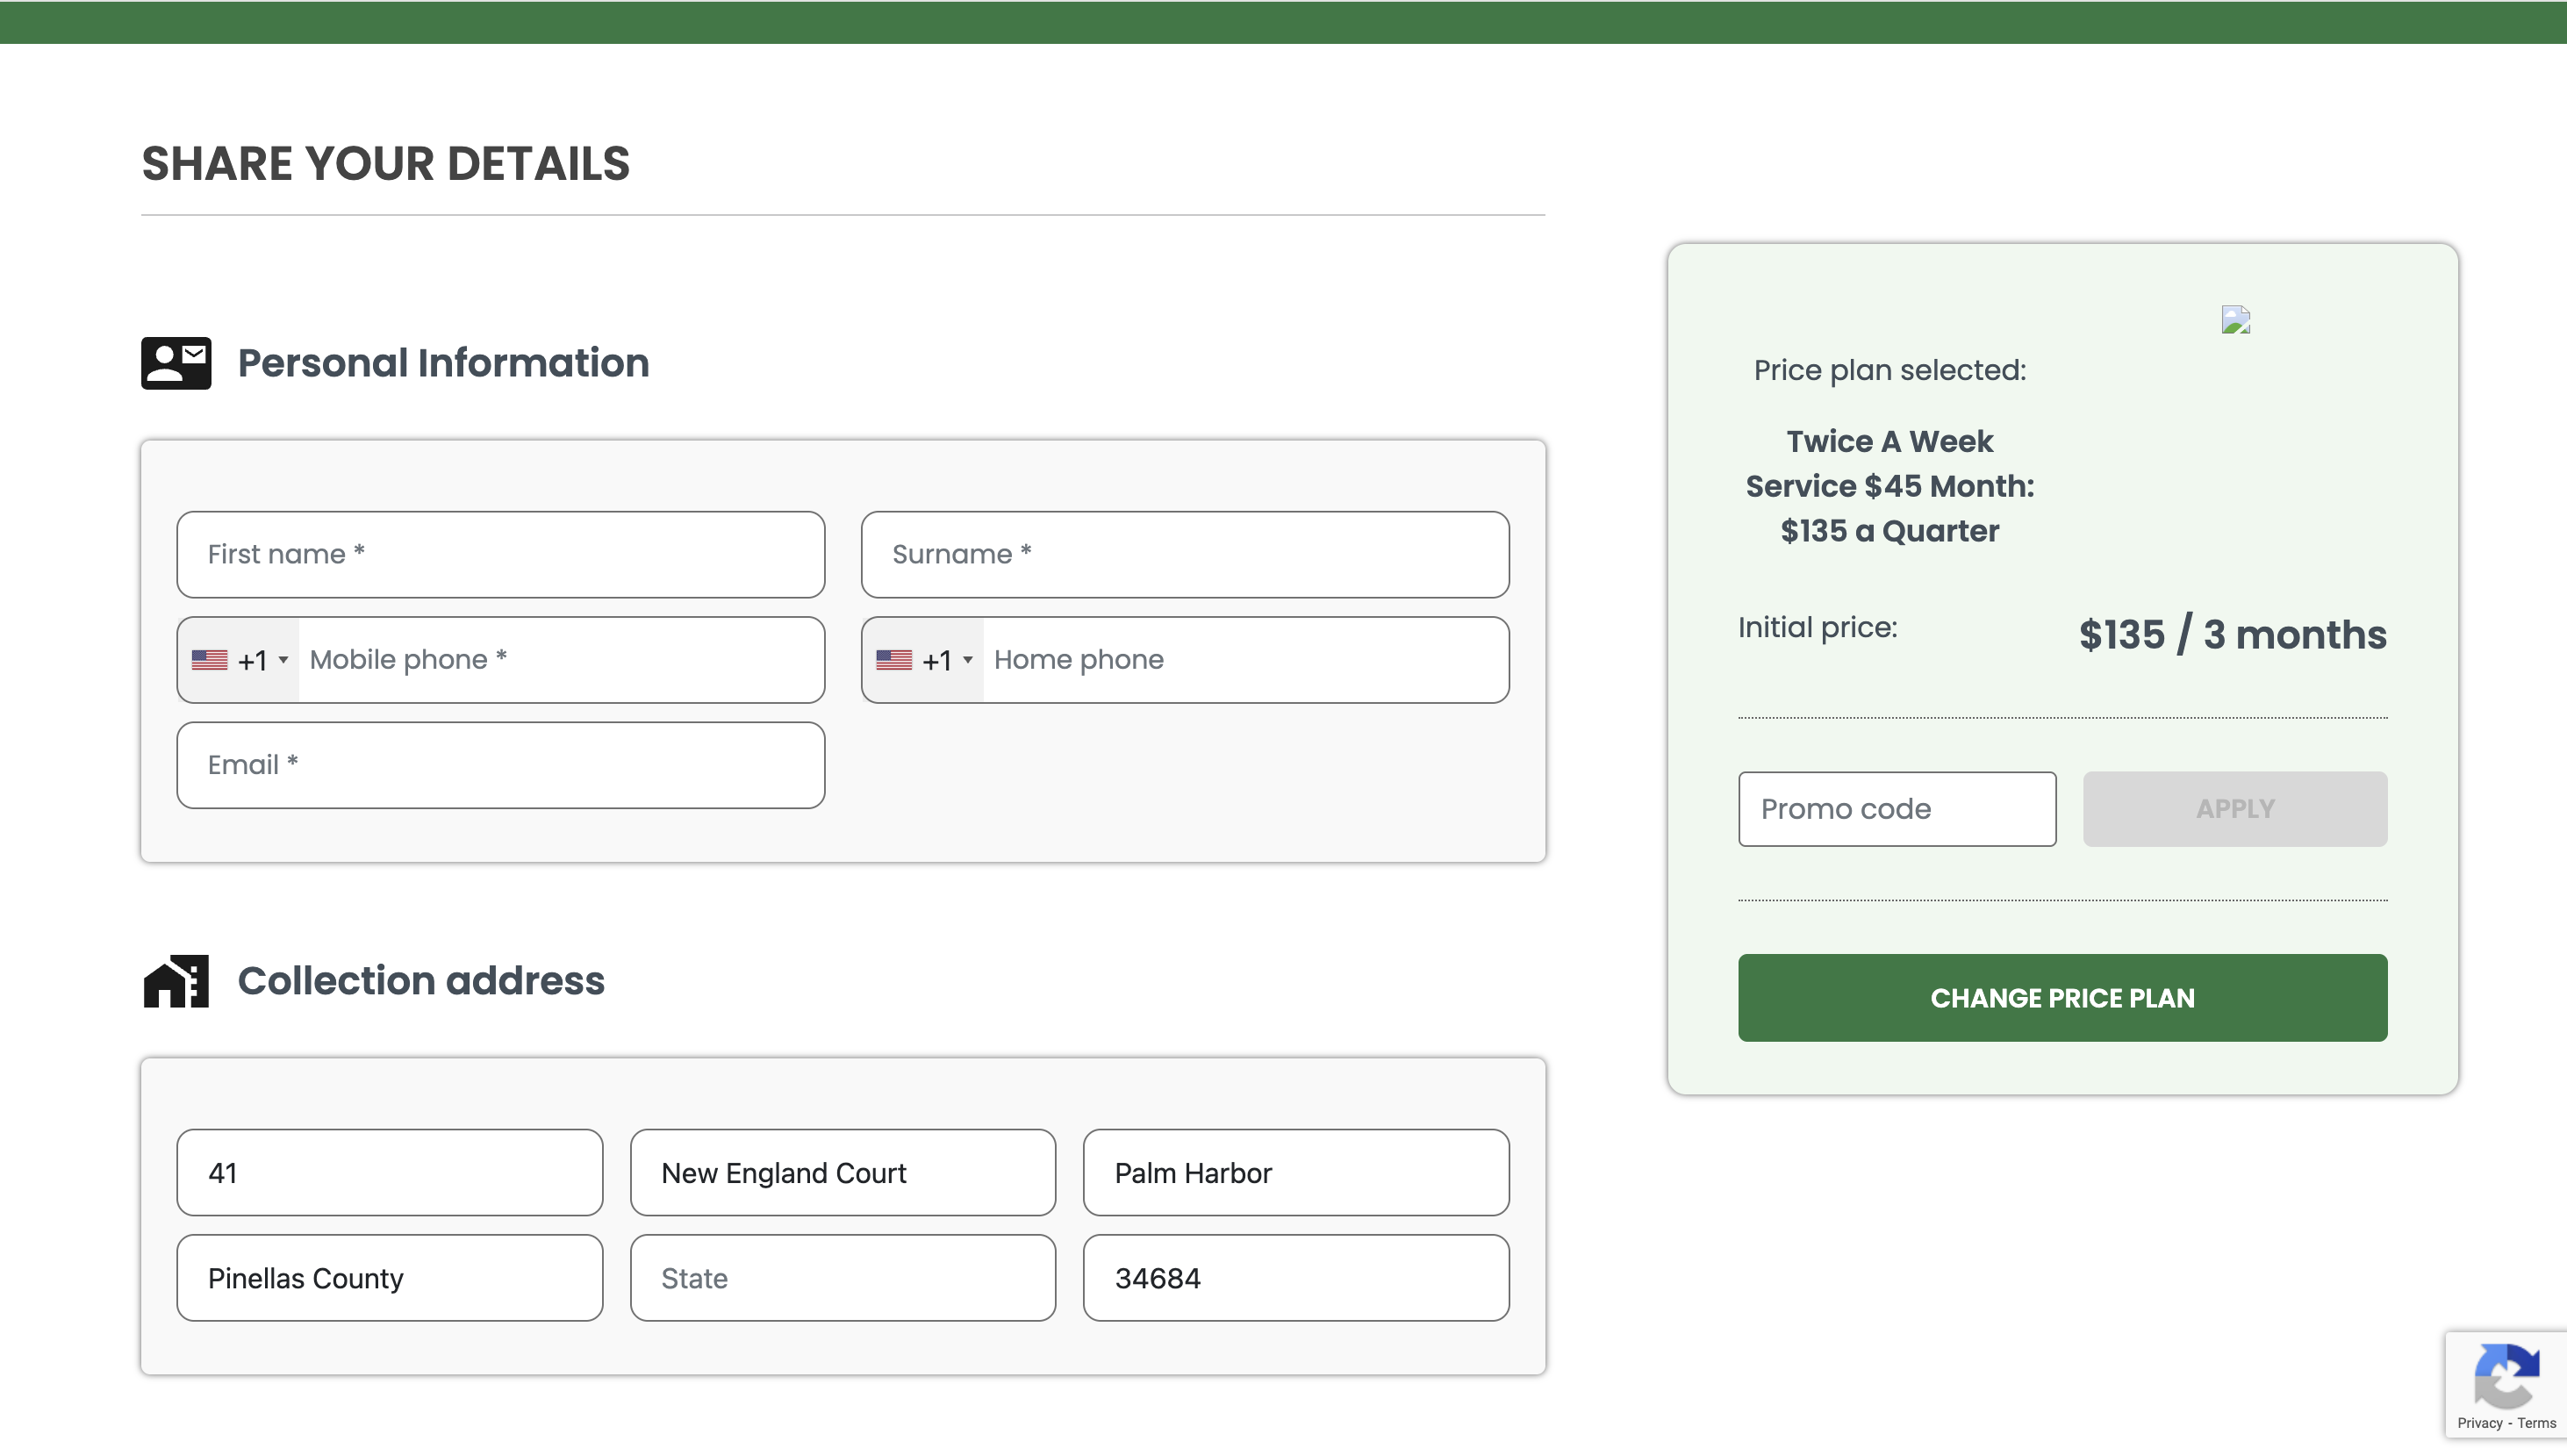 SHARE YOUR DETAILS
Personal Information
First name *
Surname *
+1
Mobile phone *
+1
Home phone
Email *
Collection address
41
New England Court
Palm Harbor
Pinellas County
State
34684
Price plan selected:
Twice A Week
Service $45 Month:
$135 a Quarter
Initial price:
$135 / 3 months
Promo code
APPLY
CHANGE PRICE PLAN
Privacy - Terms